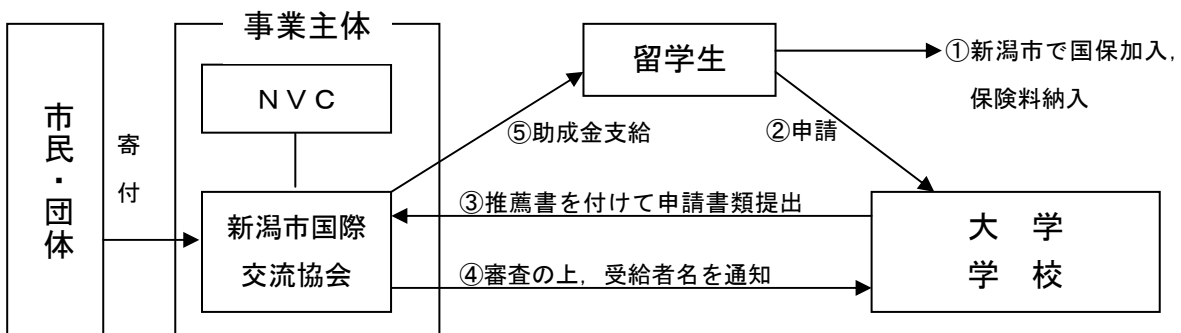 市民・団体
寄付
事業主体
ＮＶＣ
新潟市国際
交流協会
留学生
①新潟市で国保加入，
保険料納入
⑤助成金支給
②申請
③推薦書を付けて申請書類提出
④審査の上，受給者名を通知
大　学
学　校